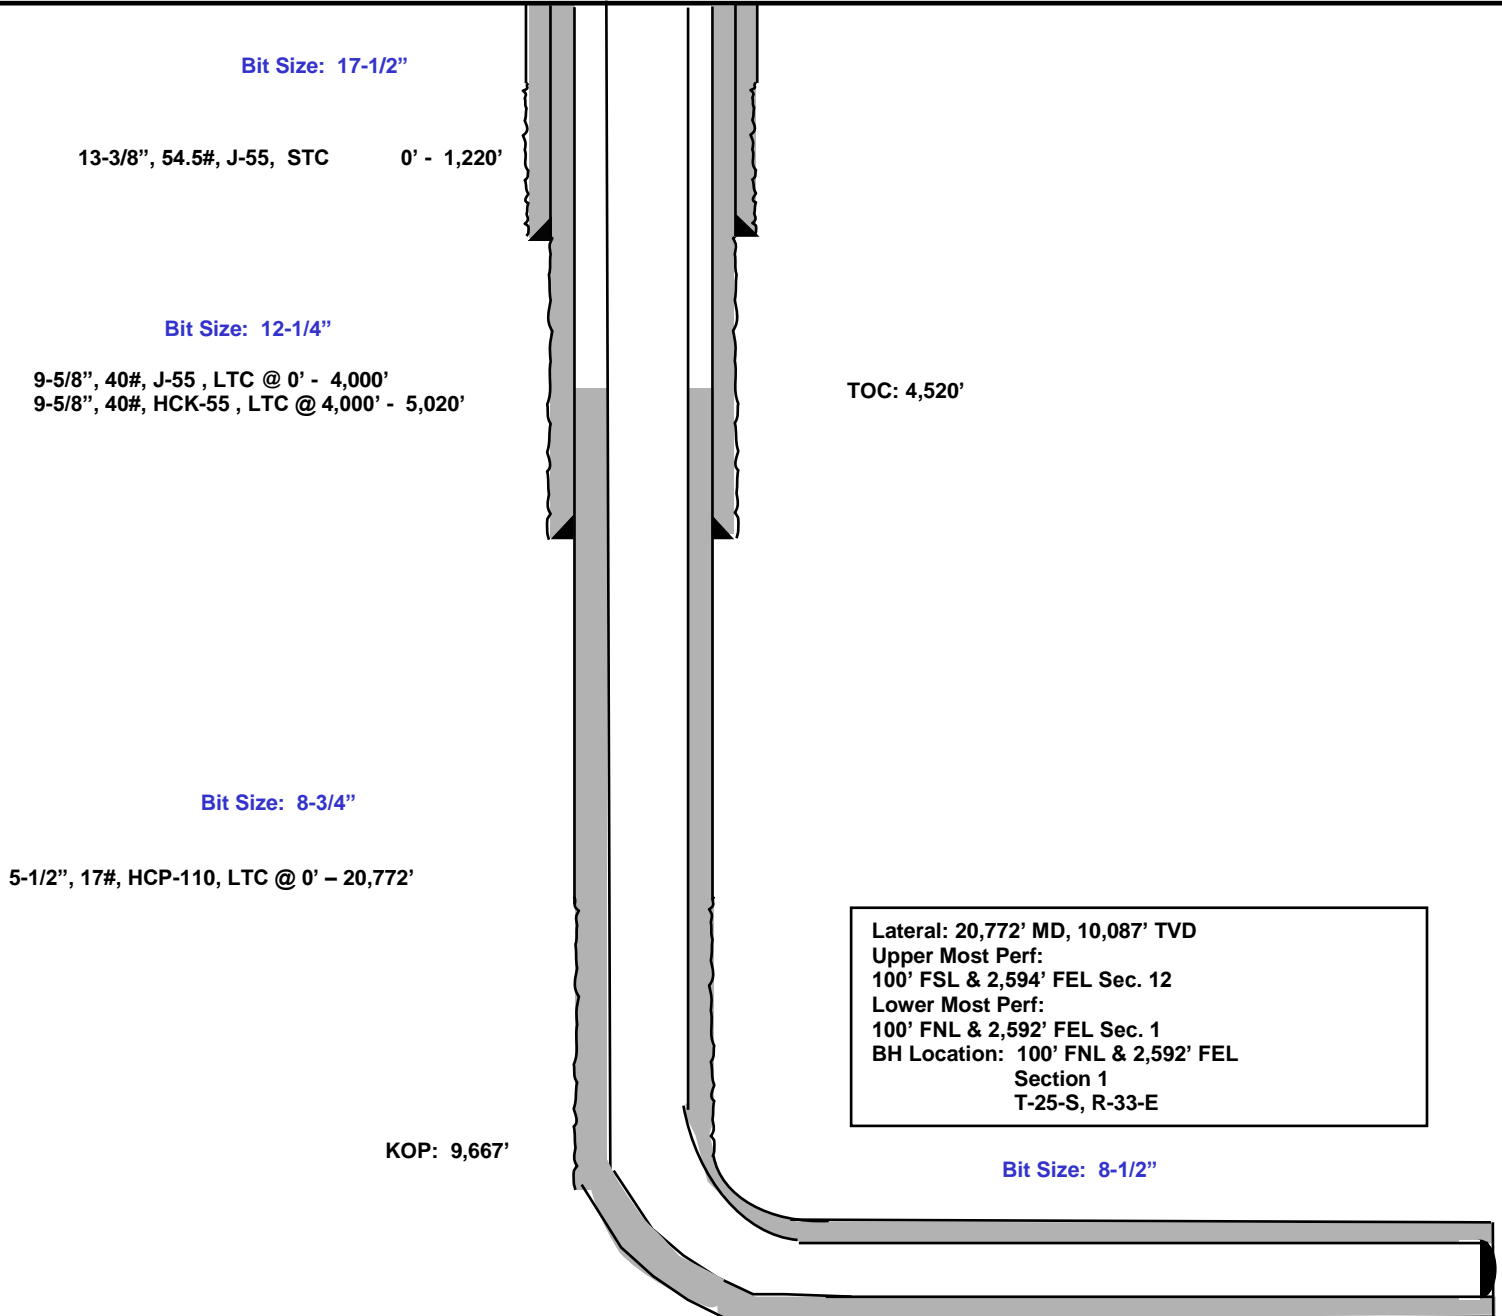 Bit Size: 17-1/2”
13-3/8”, 54.5#, J-55, STC 0’ - 1,220’
Bit Size: 12-1/4”
9-5/8”, 40#, J-55 , LTC @ 0’ - 4,000’
9-5/8”, 40#, HCK-55 , LTC @ 4,000’ - 5,020’
TOC: 4,520’
Bit Size: 8-3/4”
5-1/2”, 17#, HCP-110, LTC @ 0’ – 20,772’
Lateral: 20,772’ MD, 10,087’ TVD
Upper Most Perf:
100’ FSL & 2,594’ FEL Sec. 12
Lower Most Perf:
100’ FNL & 2,592’ FEL Sec. 1
BH Location: 100’ FNL & 2,592’ FEL
Section 1
T-25-S, R-33-E
KOP: 9,667’
Bit Size: 8-1/2”